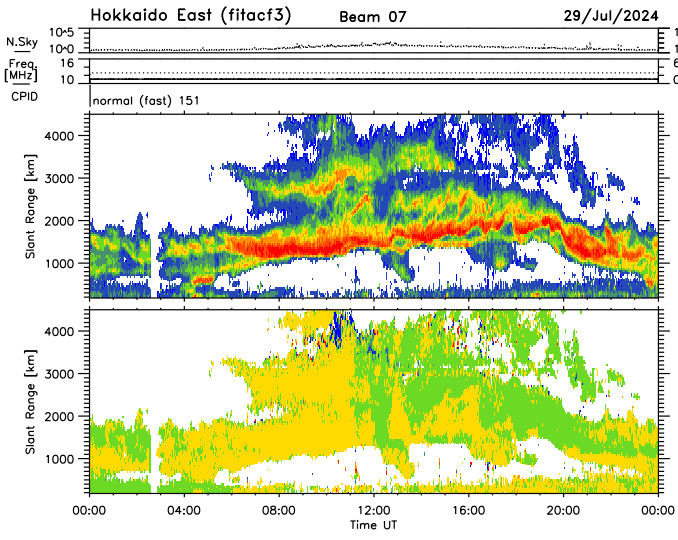 Hokkaido East (fitacf3) Beam 07 29/Jul/2024
N.Sky 10^5 10^0
Freq. [MHz] 16 10 6
CPID normal (fast) 151
Slant Range [km] 4000 3000 2000 1000
Slant Range [km] 4000 3000 2000 1000
00:00 04:00 08:00 12:00 16:00 20:00 00:00
Time UT